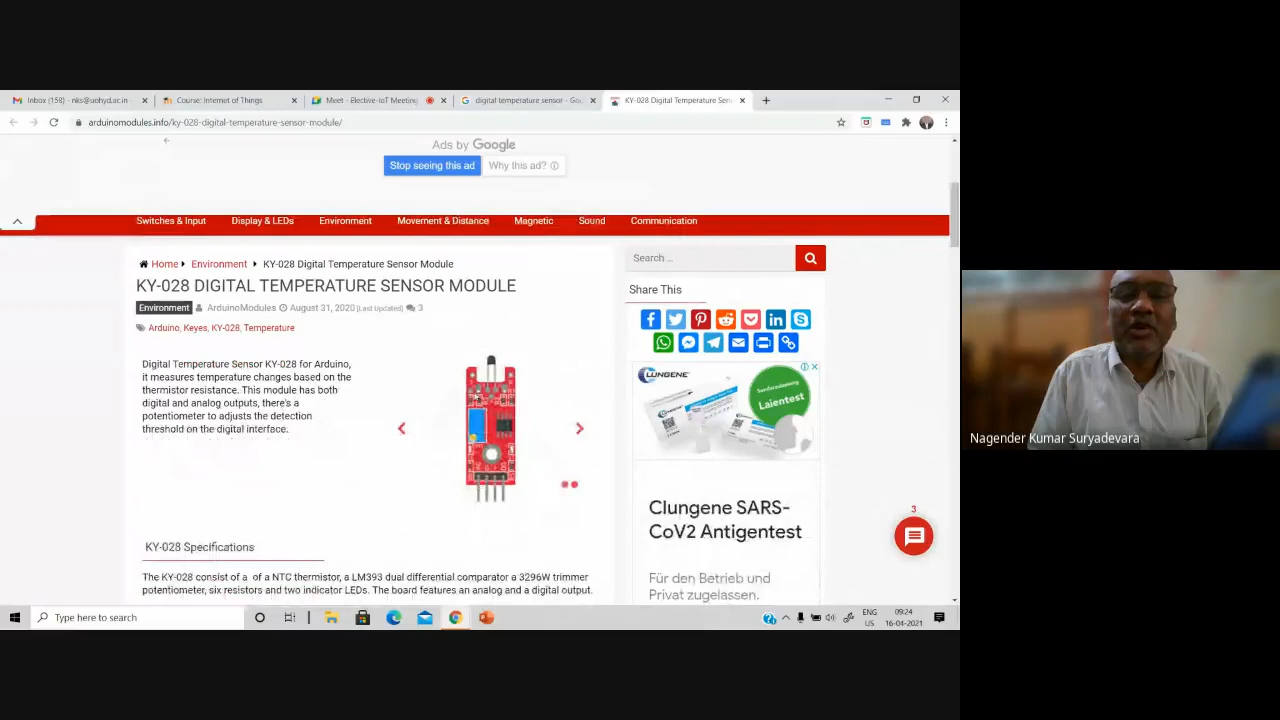 Inbox (158) - nks@uohyd.ac.in
Course: Internet of Things
Meet - Elective-IoT Meeting
digital temperature sensor - Goo
KY-028 Digital Temperature Sen
arduinomodules.info/ky-028-digital-temperature-sensor-module/
Ads by Google
Stop seeing this ad
Why this ad?
Switches & Input
Display & LEDs
Environment
Movement & Distance
Magnetic
Sound
Communication
Home
Environment
KY-028 Digital Temperature Sensor Module
Search ...
KY-028 DIGITAL TEMPERATURE SENSOR MODULE
Share This
Environment
ArduinoModules
August 31, 2020 [Last Updated]
3
Arduino, Keyes, KY-028, Temperature
Digital Temperature Sensor KY-028 for Arduino,
it measures temperature changes based on the
thermistor resistance. This module has both
digital and analog outputs, there's a
potentiometer to adjusts the detection
threshold on the digital interface.
CLUNGENE
Laientest
Clungene SARS-
CoV2 Antigentest
Für den Betrieb und
Privat zugelassen.
3
KY-028 Specifications
The KY-028 consist of a of a NTC thermistor, a LM393 dual differential comparator a 3296W trimmer
potentiometer, six resistors and two indicator LEDs. The board features an analog and a digital output.
Type here to search
ENG
US
09:24
16-04-2021
Nagender Kumar Suryadevara